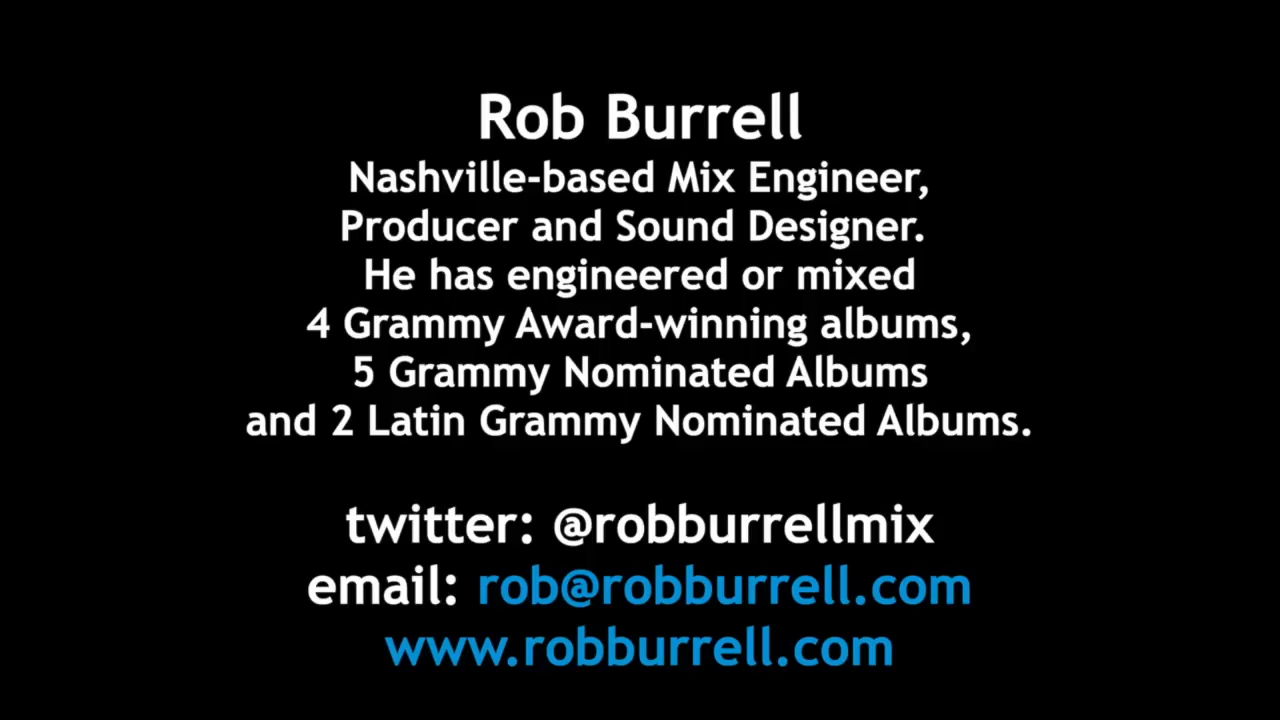 Rob Burrell
Nashville-based Mix Engineer,
Producer and Sound Designer.
He has engineered or mixed
4 Grammy Award-winning albums,
5 Grammy Nominated Albums
and 2 Latin Grammy Nominated Albums.
twitter: @robburrellmix
email: rob@robburrell.com
www.robburrell.com